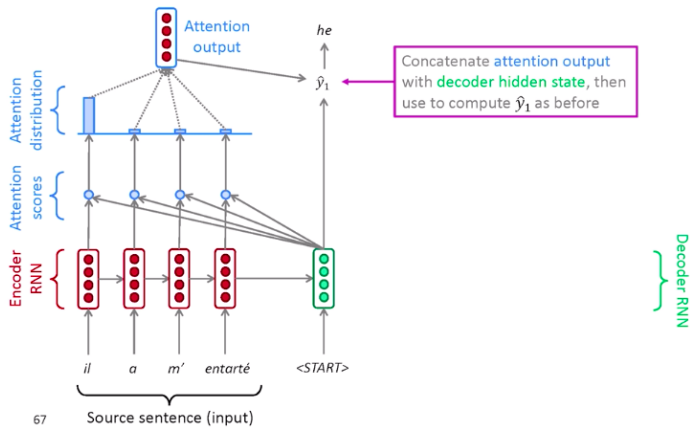 Attention
output
he
ŷ₁
Concatenate attention output
with decoder hidden state, then
use to compute ŷ₁ as before
Attention
distribution
Attention
scores
Encoder
RNN
Decoder RNN
il
a
m'
entarté
<START>
67
Source sentence (input)